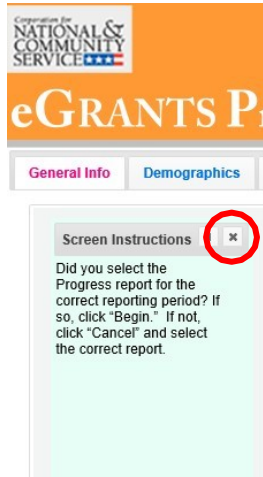 Corporation for
NATIONAL &
COMMUNITY
SERVICE
eGRANTS P
General Info Demographics
Screen Instructions
Did you select the
Progress report for the
correct reporting period? If
so, click “Begin.” If not,
click “Cancel” and select
the correct report.